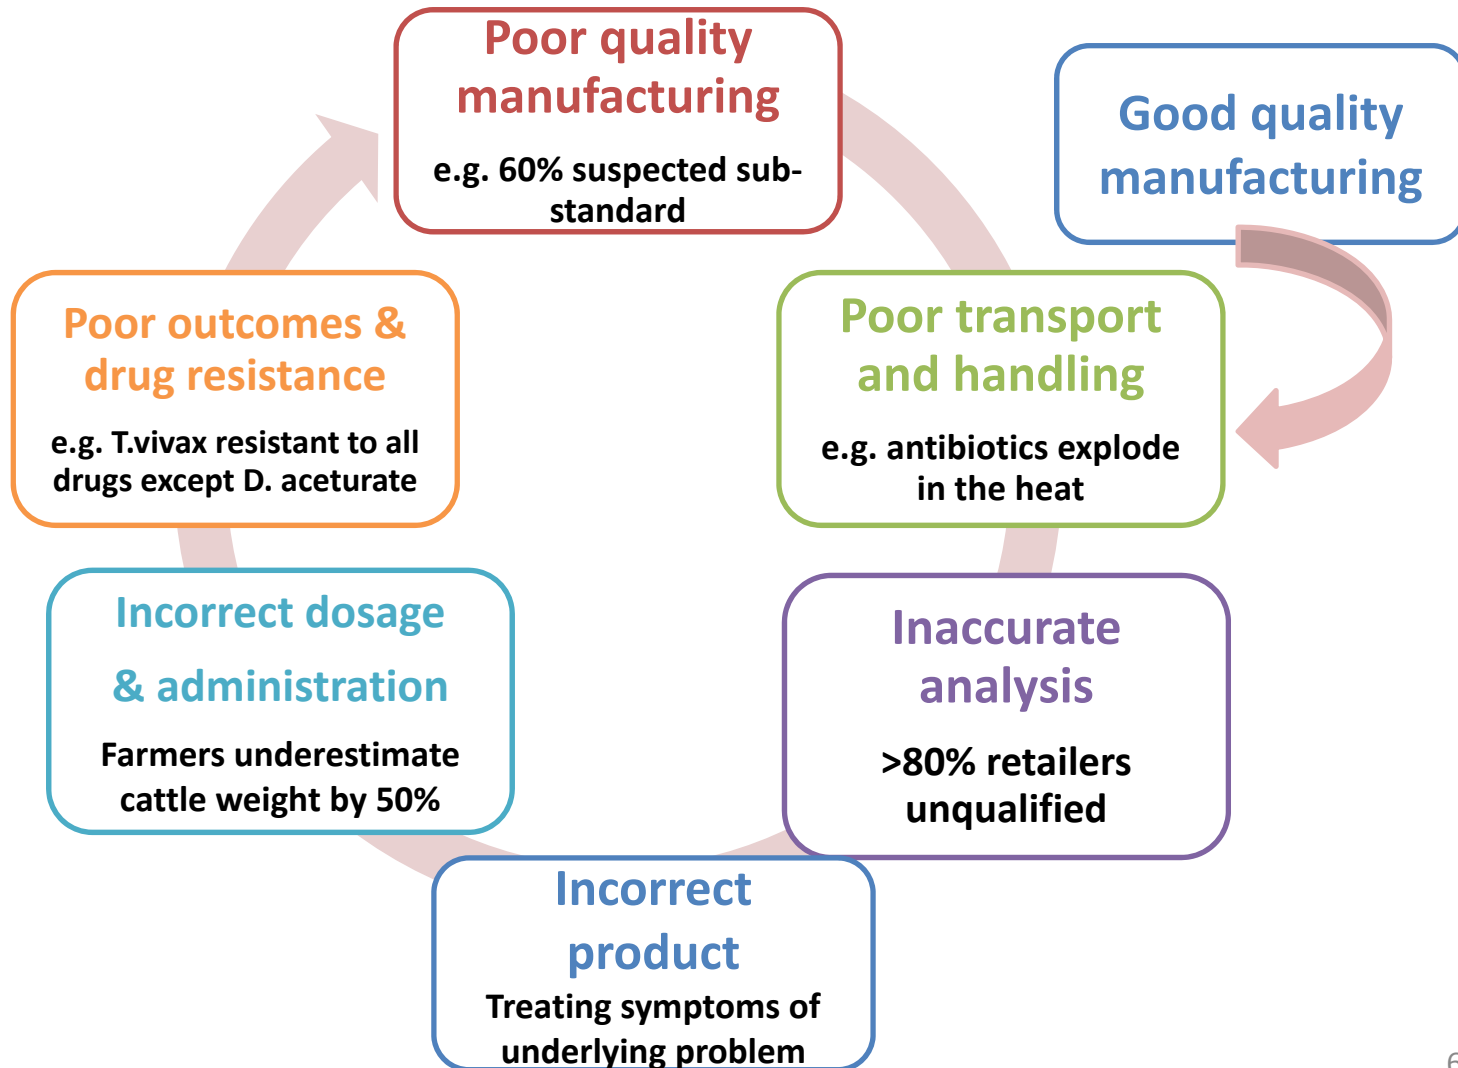 Poor quality
manufacturing
e.g. 60% suspected sub-
standard
Good quality
manufacturing
Poor transport
and handling
e.g. antibiotics explode
in the heat
Inaccurate
analysis
>80% retailers
unqualified
Incorrect
product
Treating symptoms of
underlying problem
Incorrect dosage
& administration
Farmers underestimate
cattle weight by 50%
Poor outcomes &
drug resistance
e.g. T.vivax resistant to all
drugs except D. aceturate
6